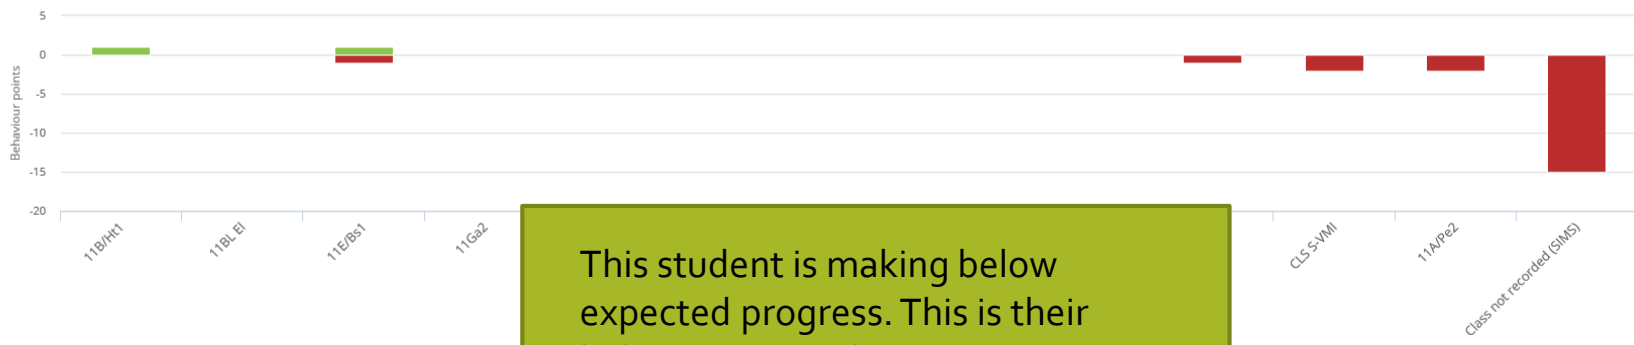 5
0
-5
-10
-15
-20
Behaviour points
11B/Ht1
11BL EI
11E/Bs1
11Ga2
CLS S-VMI
11A/Pe2
Class not recorded (SIMS)
This student is making below
expected progress. This is their